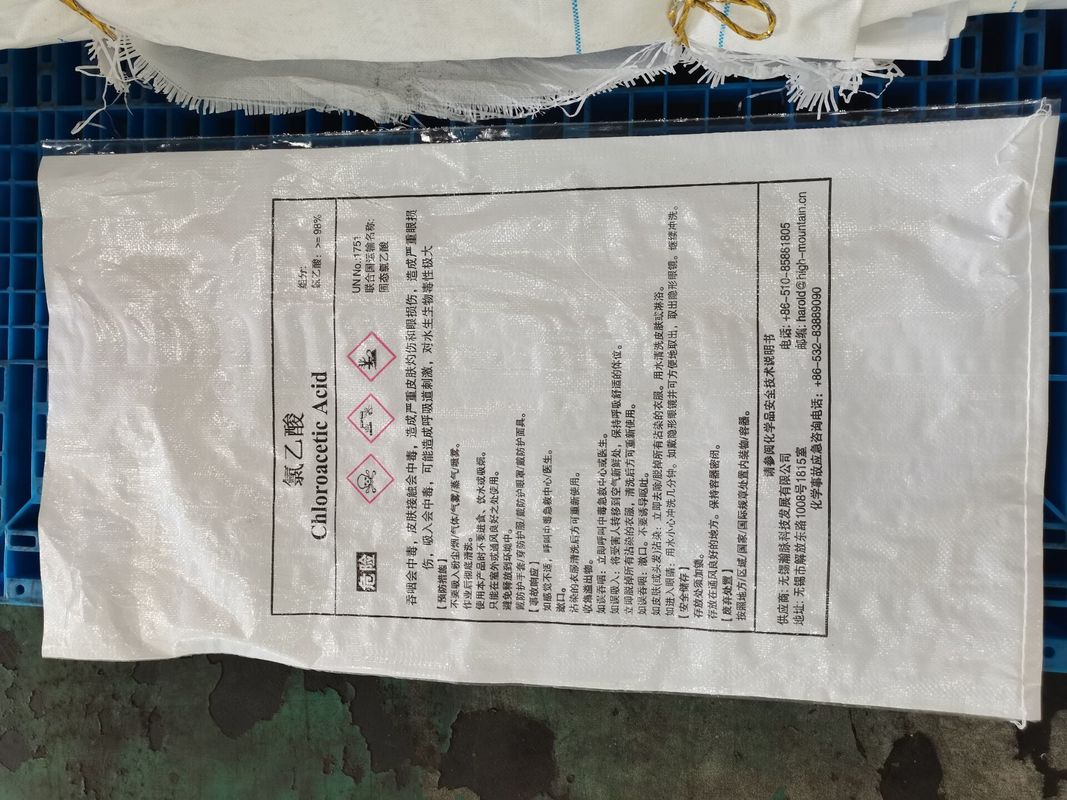 氯乙酸
Chloroacetic Acid
组分:
氯乙酸: >= 98%
危险
UN No.:1751
联合国运输名称:
固态氯乙酸
吞咽会中毒, 皮肤接触会中毒, 造成严重皮肤灼伤和眼损伤, 造成严重眼损
伤, 吸入会中毒, 可能造成呼吸道刺激, 对水生生物毒性极大
【预防措施】
不要吸入粉尘/烟/气体/气雾/蒸气/喷雾。
作业后彻底清洗。
使用本产品时不要进食、饮水或吸烟。
只能在室外或通风良好之处使用。
避免释放到环境中。
戴防护手套/穿防护服/戴防护眼罩/戴防护面具。
【事故响应】
如感觉不适, 呼叫中毒急救中心/医生。
漱口。
沾染的衣服清洗后方可重新使用。
收集溢出物。
如误吞咽: 立即呼叫中毒急救中心或医生。
如误吸入: 将受害人转移到空气新鲜处, 保持呼吸舒适的体位。
立即脱掉所有沾染的衣服, 清洗后方可重新使用。
如误吞咽: 漱口。不要诱导呕吐。
如皮肤(或头发)沾染: 立即去除/脱掉所有沾染的衣服。用水清洗皮肤或淋浴。
如进入眼睛: 用水小心冲洗几分钟。如戴隐形眼镜并可方便地取出, 取出隐形眼镜。继续冲洗。
【安全储存】
存放处须加锁。
存放在通风良好的地方。保持容器密闭。
【废弃处置】
按照地方/区域/国家/国际规章处置内装物/容器。
请参阅化学品安全技术说明书
供应商: 无锡瀚脉科技发展有限公司 电话: +86-510-85861805
地址: 无锡市解放东路1008号1815室 邮编: harold@high-mountain.cn
化学事故应急咨询电话: +86-532-83889090